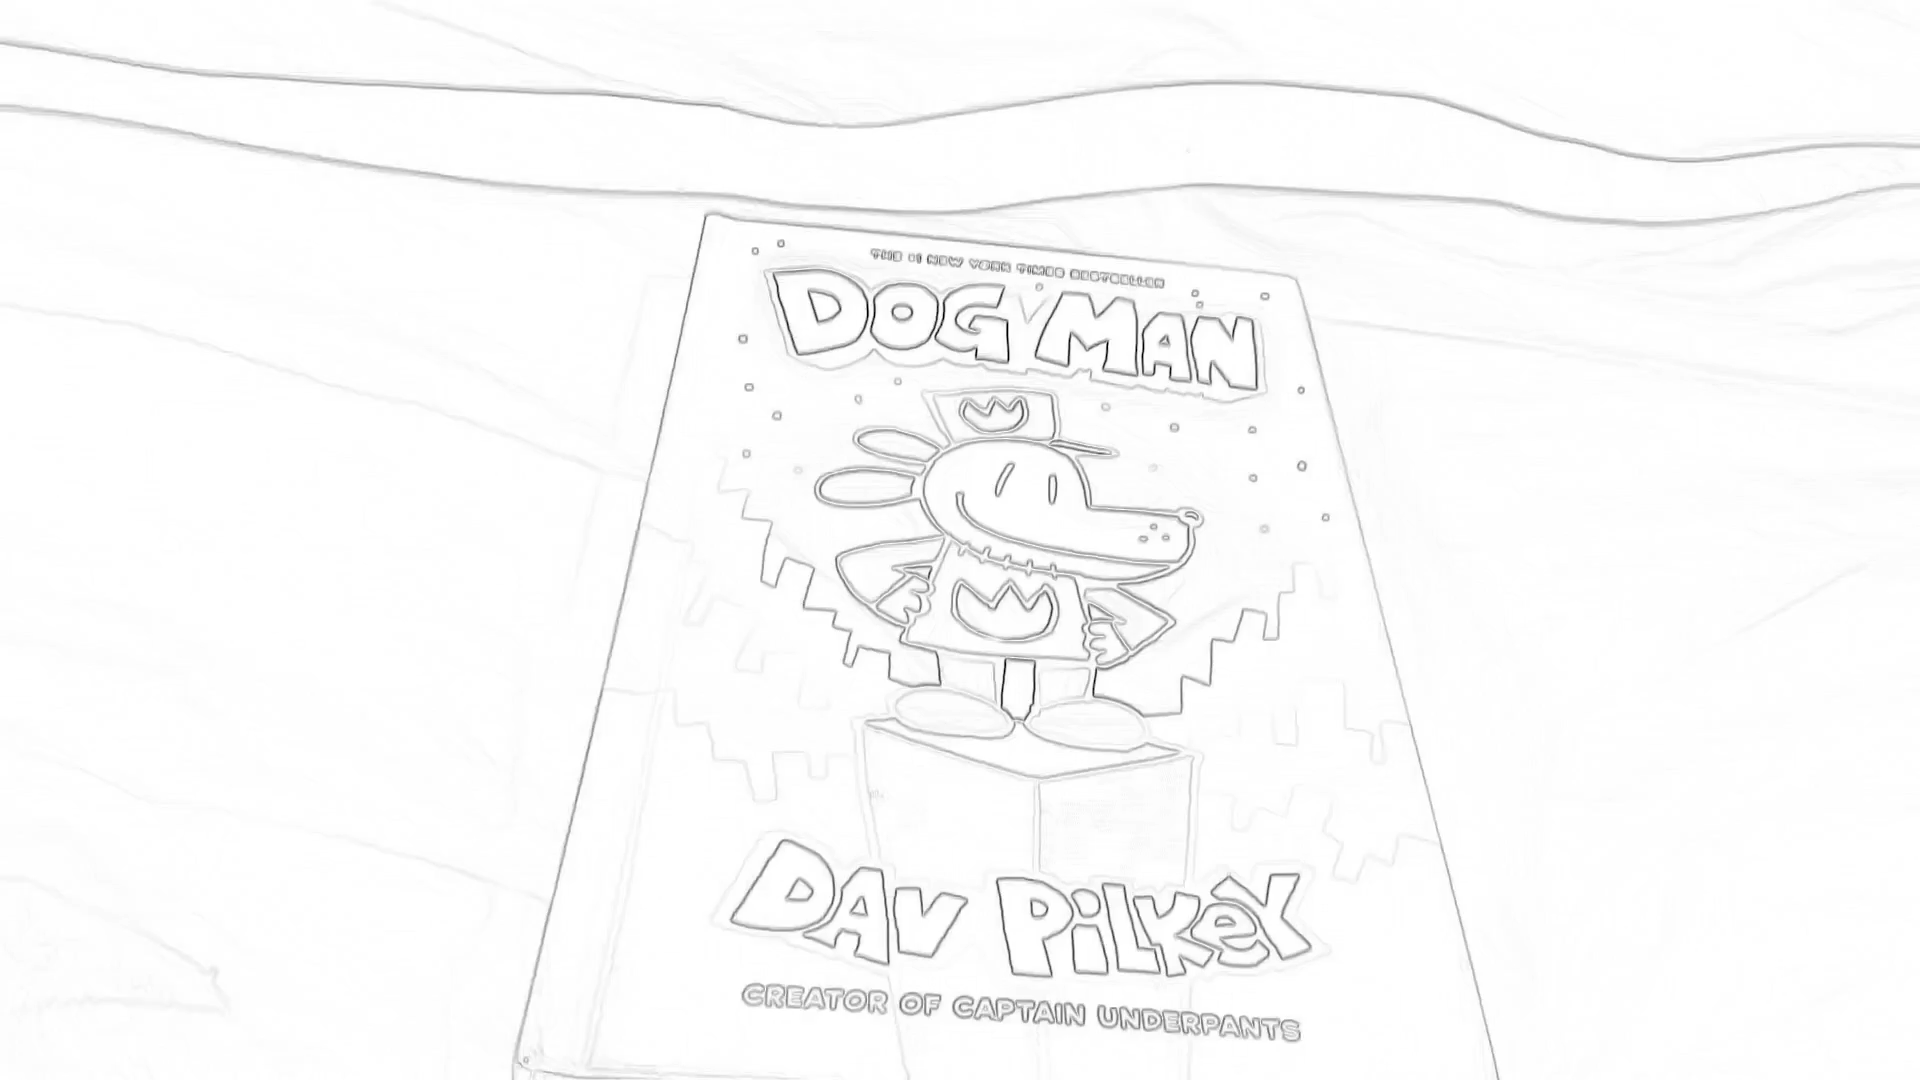 THE #1 NEW YORK TIMES BESTSELLER
DOG MAN
DAV PILKEY
CREATOR OF CAPTAIN UNDERPANTS